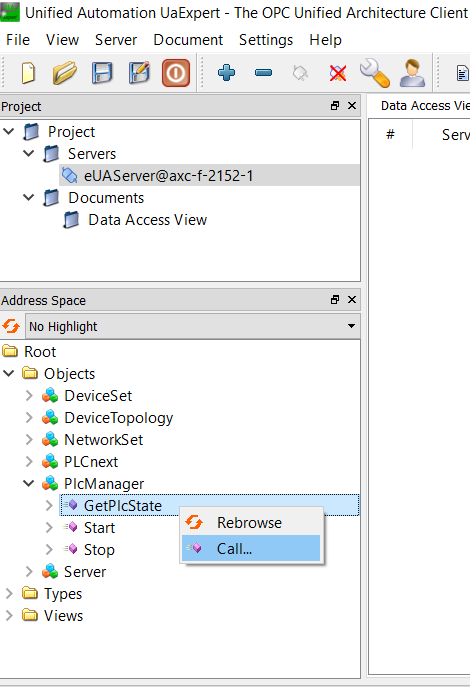 Unified Automation UaExpert - The OPC Unified Architecture Client
File View Server Document Settings Help
Project
Data Access Vie
# Serv
Project
Servers
eUAServer@axc-f-2152-1
Documents
Data Access View
Address Space
No Highlight
Root
Objects
DeviceSet
DeviceTopology
NetworkSet
PLCnext
PlcManager
GetPlcState
Rebrowse
Start
Call...
Stop
Server
Types
Views